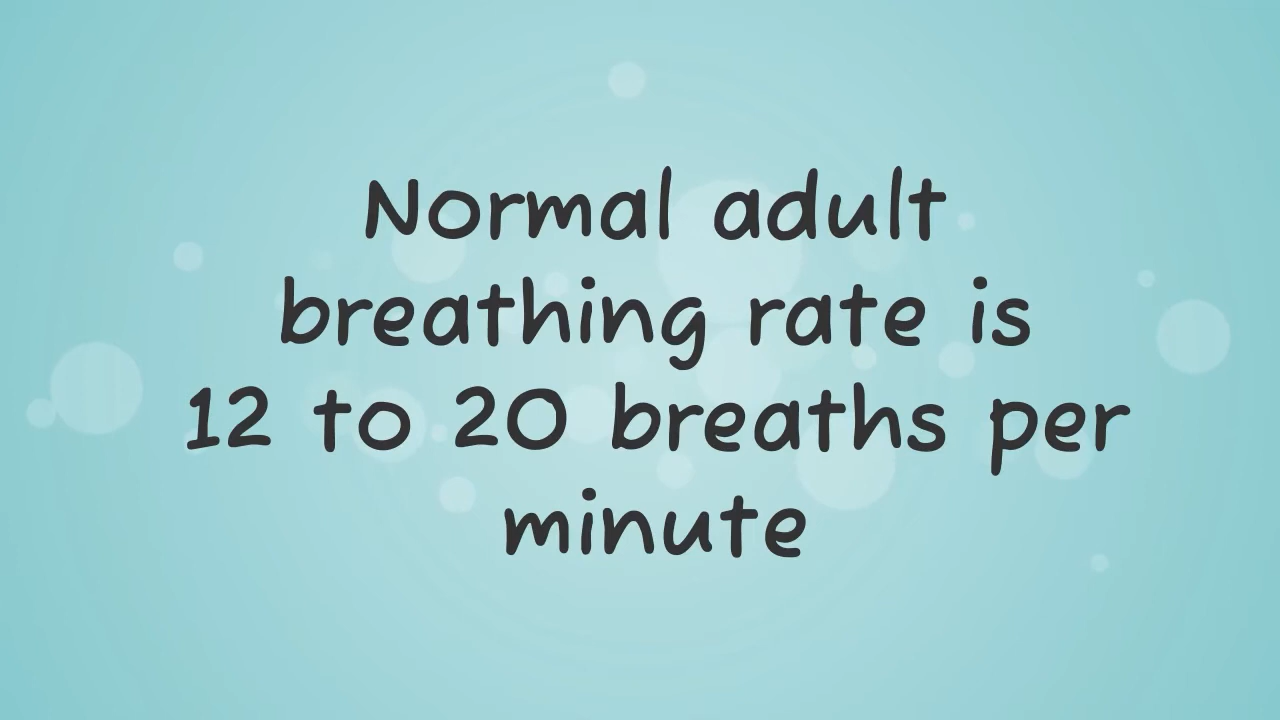 Normal adult
breathing rate is
12 to 20 breaths per
minute